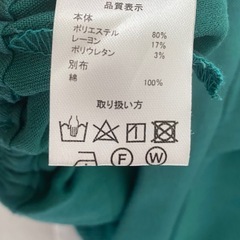 品質表示
本体
ポリエステル 80%
レーヨン 17%
ポリウレタン 3%
別布
綿 100%
取り扱い方
F W